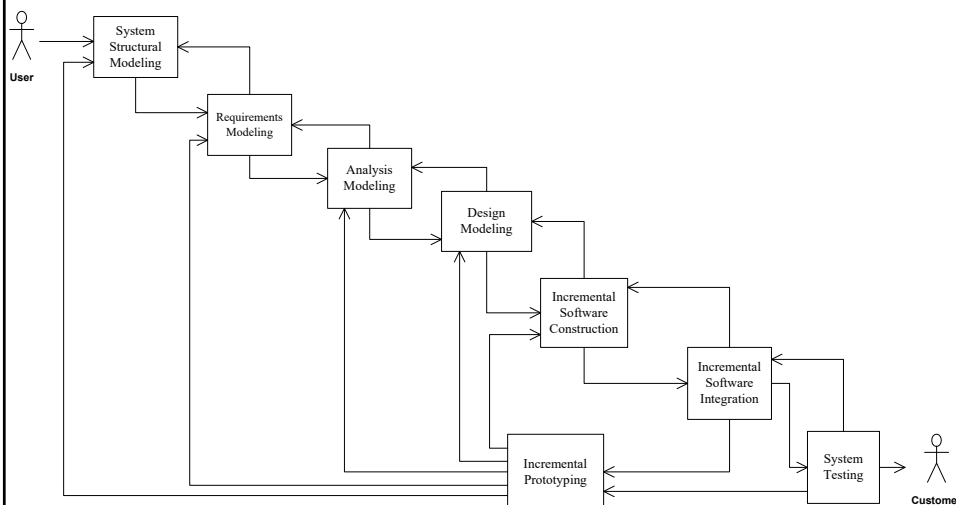 User
System
Structural
Modeling
Requirements
Modeling
Analysis
Modeling
Design
Modeling
Incremental
Software
Construction
Incremental
Software
Integration
Incremental
Prototyping
System
Testing
Custome